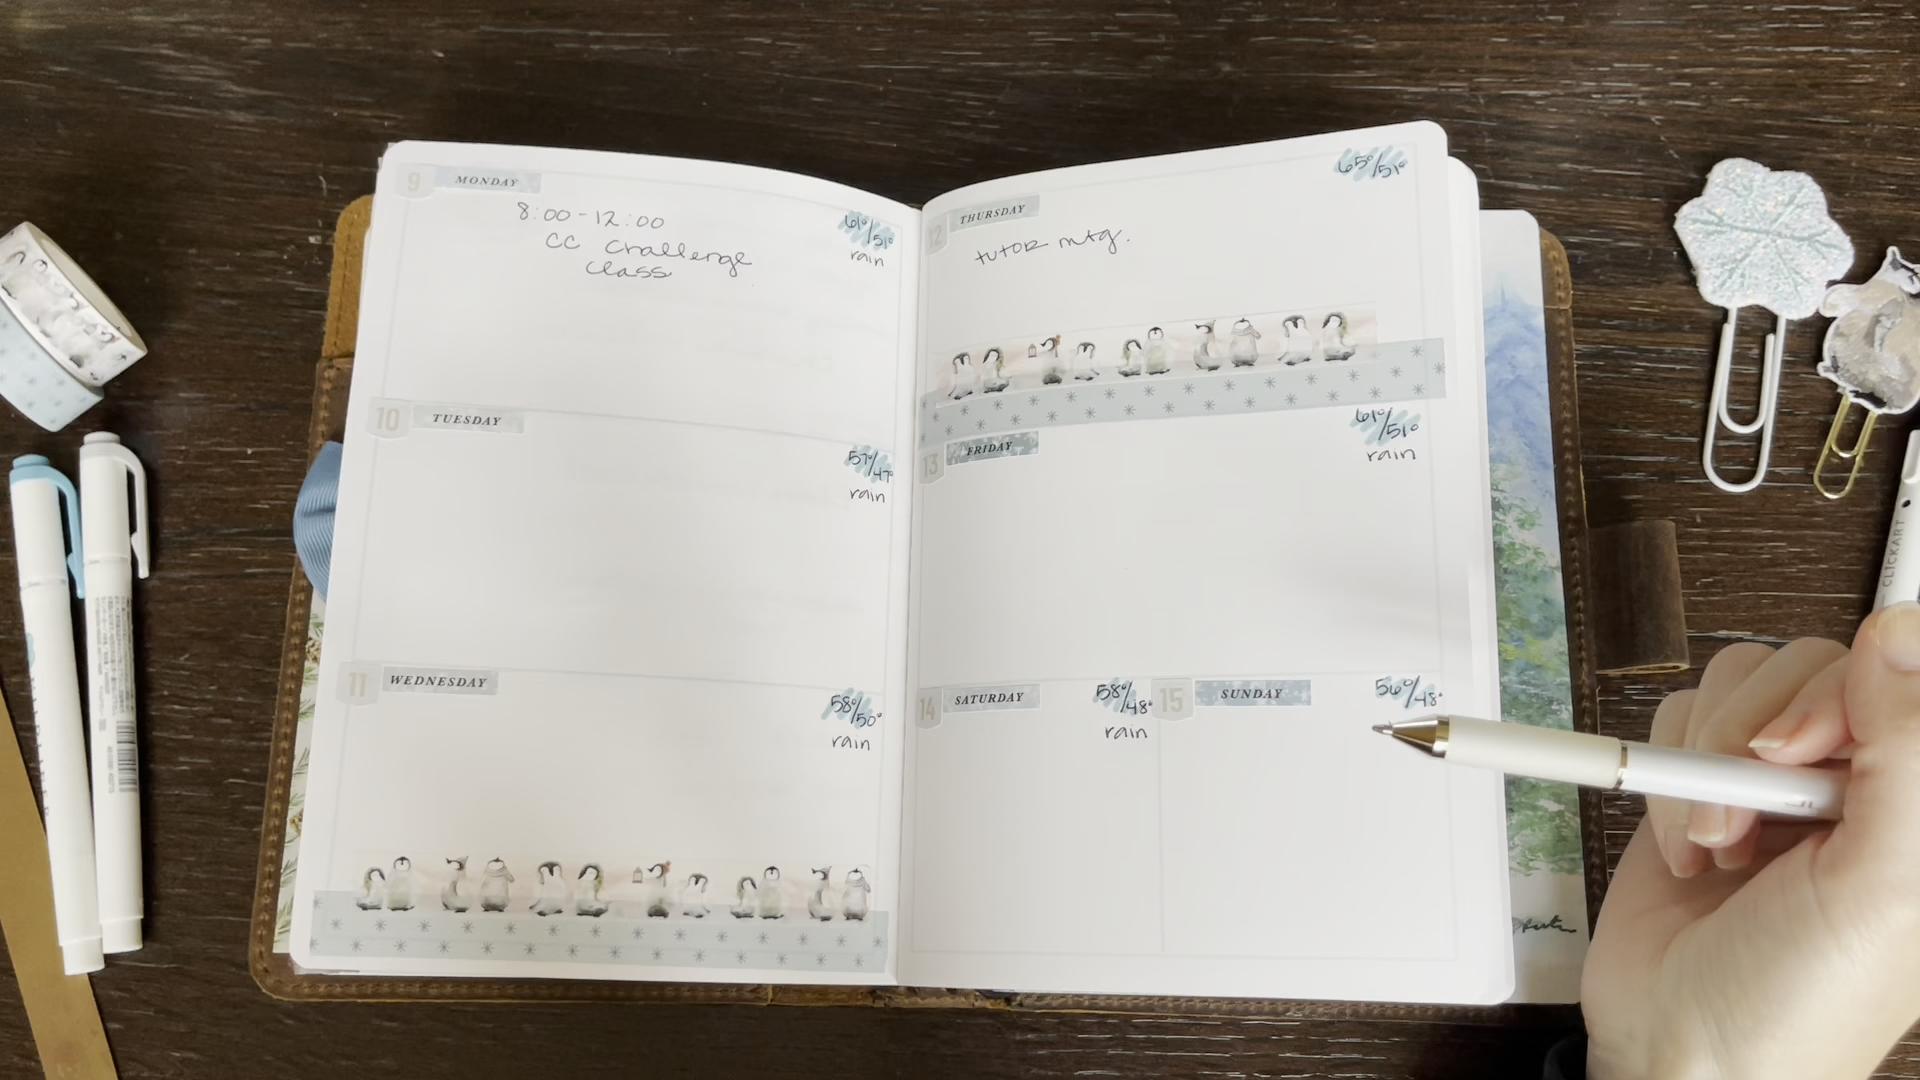 9 MONDAY
8:00-12:00
CC Challenge
Class
61°/51°
rain
10 TUESDAY
57°/47°
rain
11 WEDNESDAY
58°/50°
rain
65°/51°
12 THURSDAY
tutor mtg.
61°/51°
rain
13 FRIDAY
14 SATURDAY
58°/48°
rain
15 SUNDAY
56°/48°
CLICKART